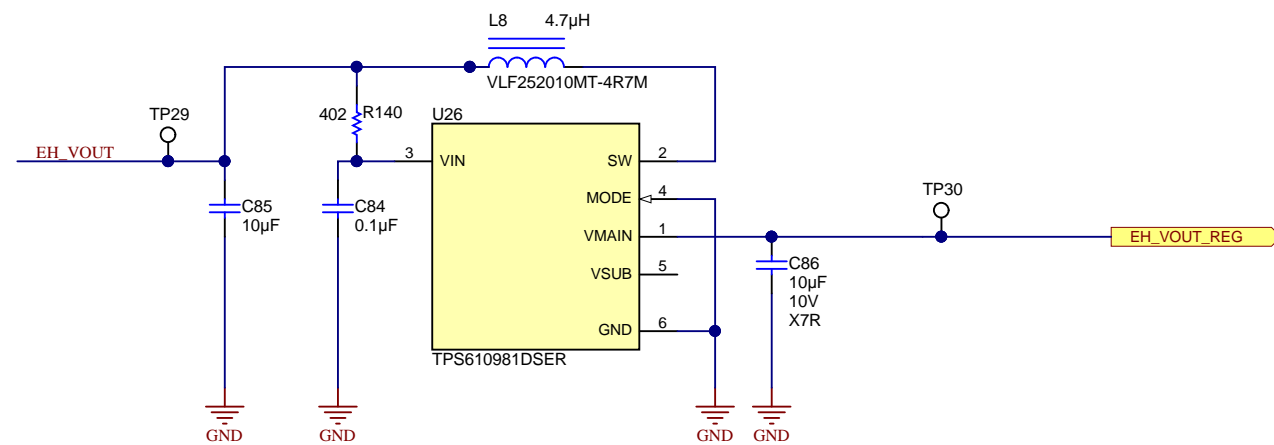 L8 4.7µH
VLF252010MT-4R7M
TP29
402 R140
U26
EH_VOUT
3 VIN
SW 2
MODE 4
TP30
C85
10µF
C84
0.1µF
VMAIN 1
EH_VOUT_REG
C86
10µF
10V
X7R
VSUB 5
GND 6
TPS610981DSER
GND
GND
GND
GND